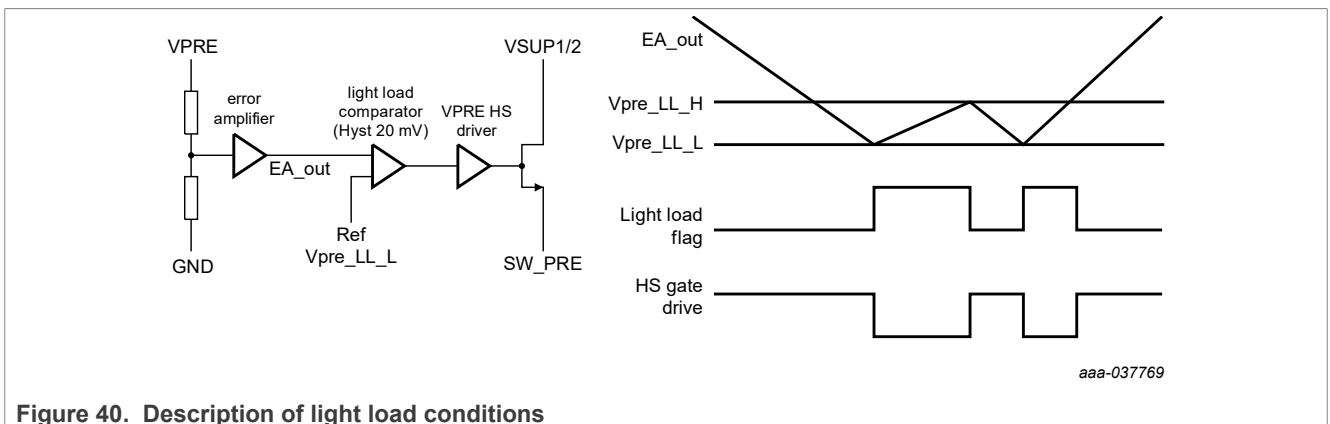 VPRE
VSUP1/2
error
amplifier
light load
comparator
(Hyst 20 mV)
VPRE HS
driver
EA_out
Ref
Vpre_LL_L
GND
SW_PRE
EA_out
Vpre_LL_H
Vpre_LL_L
Light load
flag
HS gate
drive
aaa-037769
Figure 40. Description of light load conditions